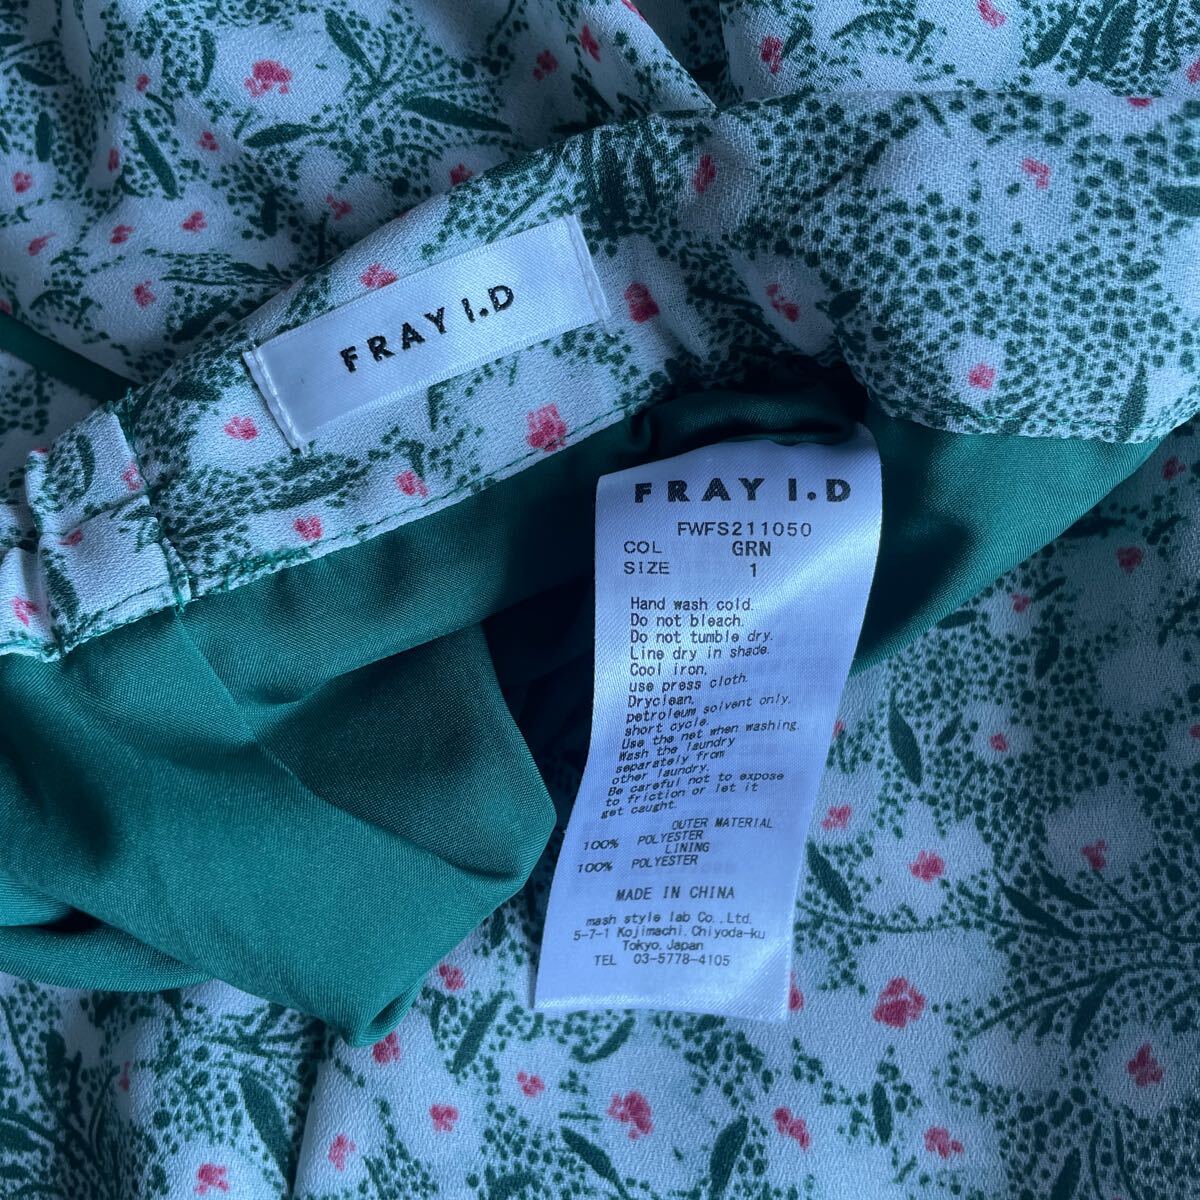 FRAY I.D
FRAY I.D
FWFS211050
COL GRN
SIZE 1
Hand wash cold.
Do not bleach.
Do not tumble dry.
Line dry in shade.
Cool iron,
use press cloth.
Dryclean,
petroleum solvent only,
short cycle.
Use the net when washing.
Wash the laundry
separately from
other laundry.
Be careful not to expose
to friction or let it
get caught.
OUTER MATERIAL
100% POLYESTER
LINING
100% POLYESTER
MADE IN CHINA
mash style lab Co.,Ltd.
5-7-1 Kojimachi, Chiyoda-ku
Tokyo, Japan
TEL 03-5778-4105